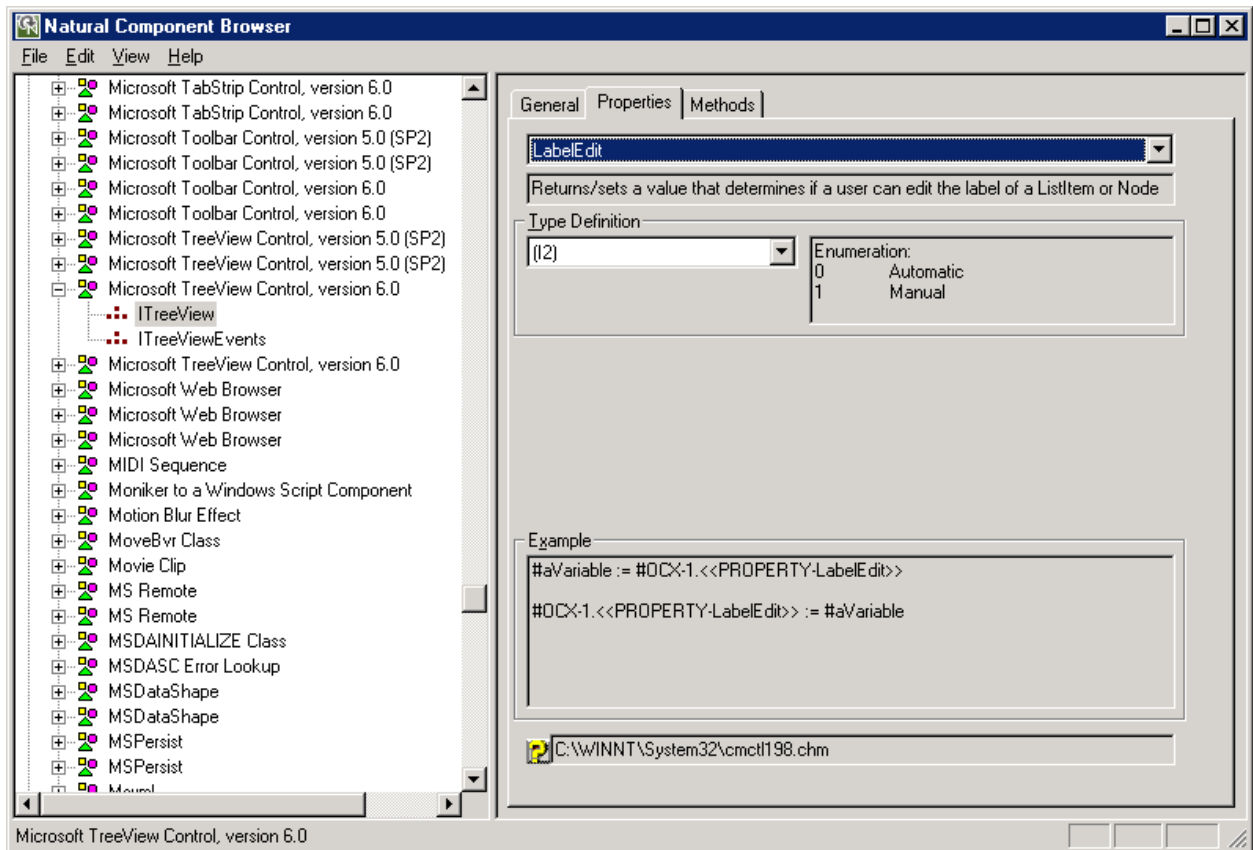 Natural Component Browser
File Edit View Help
Microsoft TabStrip Control, version 6.0
Microsoft TabStrip Control, version 6.0
Microsoft Toolbar Control, version 5.0 (SP2)
Microsoft Toolbar Control, version 5.0 (SP2)
Microsoft Toolbar Control, version 6.0
Microsoft Toolbar Control, version 6.0
Microsoft TreeView Control, version 5.0 (SP2)
Microsoft TreeView Control, version 5.0 (SP2)
Microsoft TreeView Control, version 6.0
ITreeView
ITreeViewEvents
Microsoft TreeView Control, version 6.0
Microsoft Web Browser
Microsoft Web Browser
Microsoft Web Browser
MIDI Sequence
Moniker to a Windows Script Component
Motion Blur Effect
MoveBvr Class
Movie Clip
MS Remote
MS Remote
MSDAINITIALIZE Class
MSDASC Error Lookup
MSDataShape
MSDataShape
MSPersist
MSPersist
General Properties Methods
LabelEdit
Returns/sets a value that determines if a user can edit the label of a ListItem or Node
Type Definition
(I2)
Enumeration:
0 Automatic
1 Manual
Example
#aVariable := #OCX-1.<<PROPERTY-LabelEdit>>
#OCX-1.<<PROPERTY-LabelEdit>> := #aVariable
C:\WINNT\System32\cmctl198.chm
Microsoft TreeView Control, version 6.0